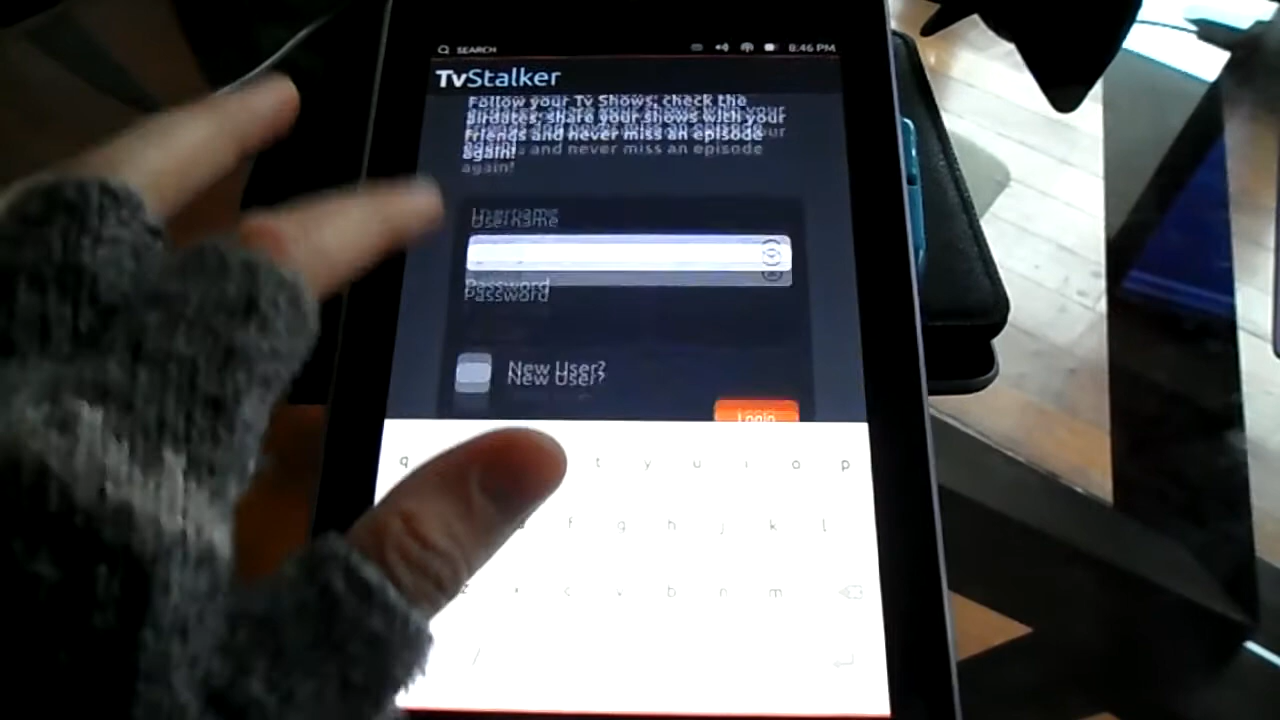 SEARCH 8:46 PM
TvStalker
Follow your Tv Shows, check the
airdates, share your shows with your
friends and never miss an episode
again!
Username
Password
New User?
Login
q t y u i o p
f g h j k l
c v b n m
/